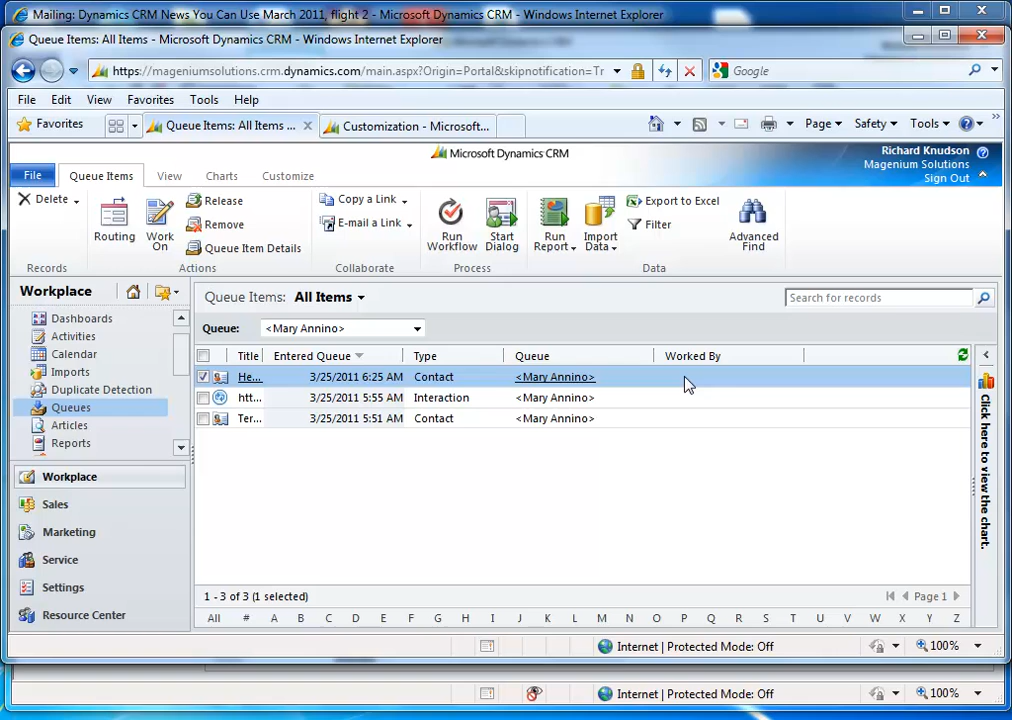 Mailing: Dynamics CRM News You Can Use March 2011, flight 2 - Microsoft Dynamics CRM - Windows Internet Explorer
Queue Items: All Items - Microsoft Dynamics CRM - Windows Internet Explorer
https://mageniumsolutions.crm.dynamics.com/main.aspx?Origin=Portal&skipnotification=Tr
Google
File Edit View Favorites Tools Help
Favorites
Queue Items: All Items ...
Customization - Microsoft...
Page Safety Tools
Microsoft Dynamics CRM
Richard Knudson
Magenium Solutions
Sign Out
File Queue Items View Charts Customize
Delete
Routing
Work On
Release
Remove
Queue Item Details
Copy a Link
E-mail a Link
Run Workflow
Start Dialog
Run Report
Import Data
Export to Excel
Filter
Advanced Find
Records Actions Collaborate Process Data
Workplace
Dashboards
Activities
Calendar
Imports
Duplicate Detection
Queues
Articles
Reports
Workplace
Sales
Marketing
Service
Settings
Resource Center
Queue Items: All Items
Search for records
Queue: <Mary Annino>
Title Entered Queue Type Queue Worked By
He... 3/25/2011 6:25 AM Contact <Mary Annino>
htt... 3/25/2011 5:55 AM Interaction <Mary Annino>
Ter... 3/25/2011 5:51 AM Contact <Mary Annino>
Click here to view the chart.
1 - 3 of 3 (1 selected)
Page 1
All # A B C D E F G H I J K L M N O P Q R S T U V W X Y Z
Internet | Protected Mode: Off
100%
Internet | Protected Mode: Off
100%